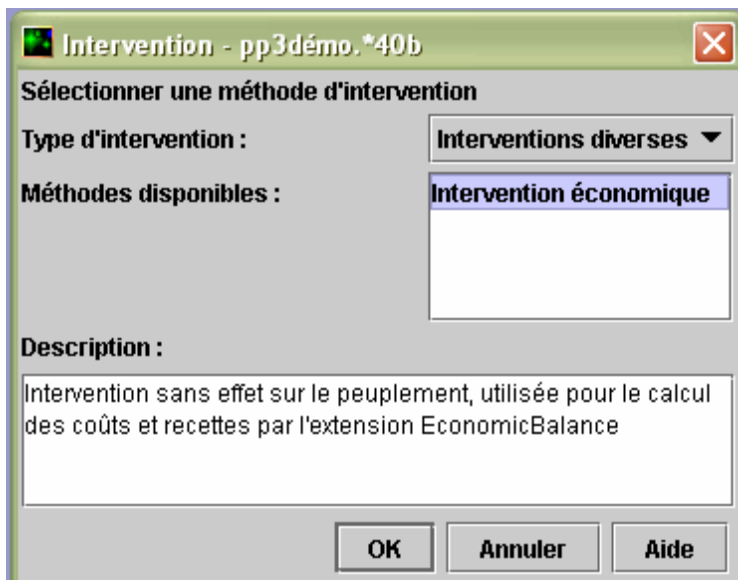 Intervention - pp3démo.*40b
Sélectionner une méthode d'intervention
Type d'intervention :
Interventions diverses
Méthodes disponibles :
Intervention économique
Description :
Intervention sans effet sur le peuplement, utilisée pour le calcul
des coûts et recettes par l'extension EconomicBalance
OK
Annuler
Aide